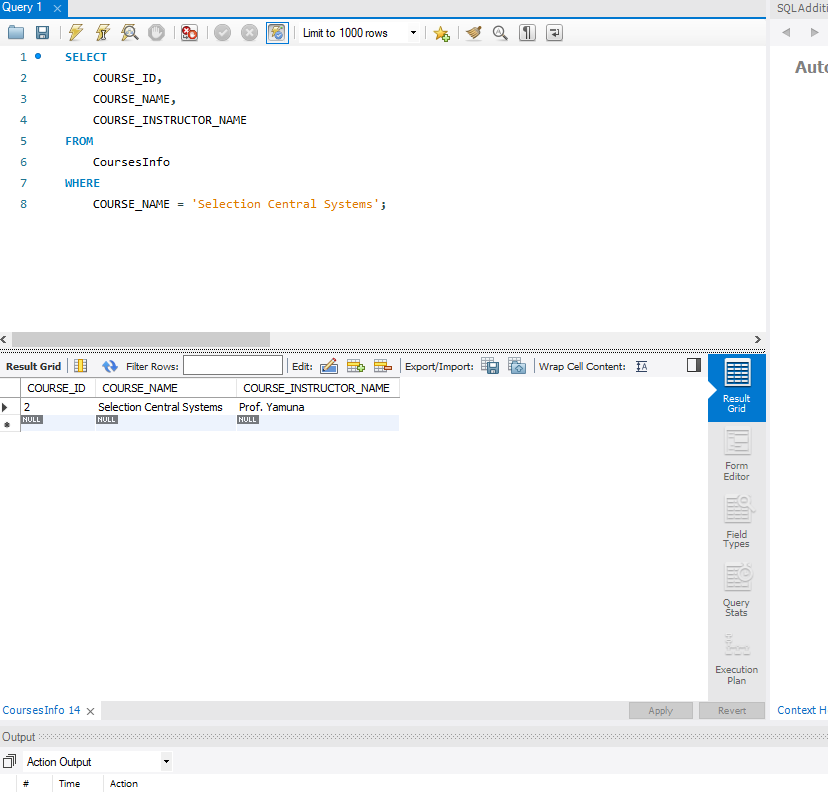 Query 1
SQLAdditi
Limit to 1000 rows
Auto
1 SELECT
2 COURSE_ID,
3 COURSE_NAME,
4 COURSE_INSTRUCTOR_NAME
5 FROM
6 CoursesInfo
7 WHERE
8 COURSE_NAME = 'Selection Central Systems';
Result Grid Filter Rows: Edit: Export/Import: Wrap Cell Content:
COURSE_ID COURSE_NAME COURSE_INSTRUCTOR_NAME
2 Selection Central Systems Prof. Yamuna
NULL NULL NULL
Result
Grid
Form
Editor
Field
Types
Query
Stats
Execution
Plan
CoursesInfo 14 Apply Revert Context H
Output
Action Output
# Time Action